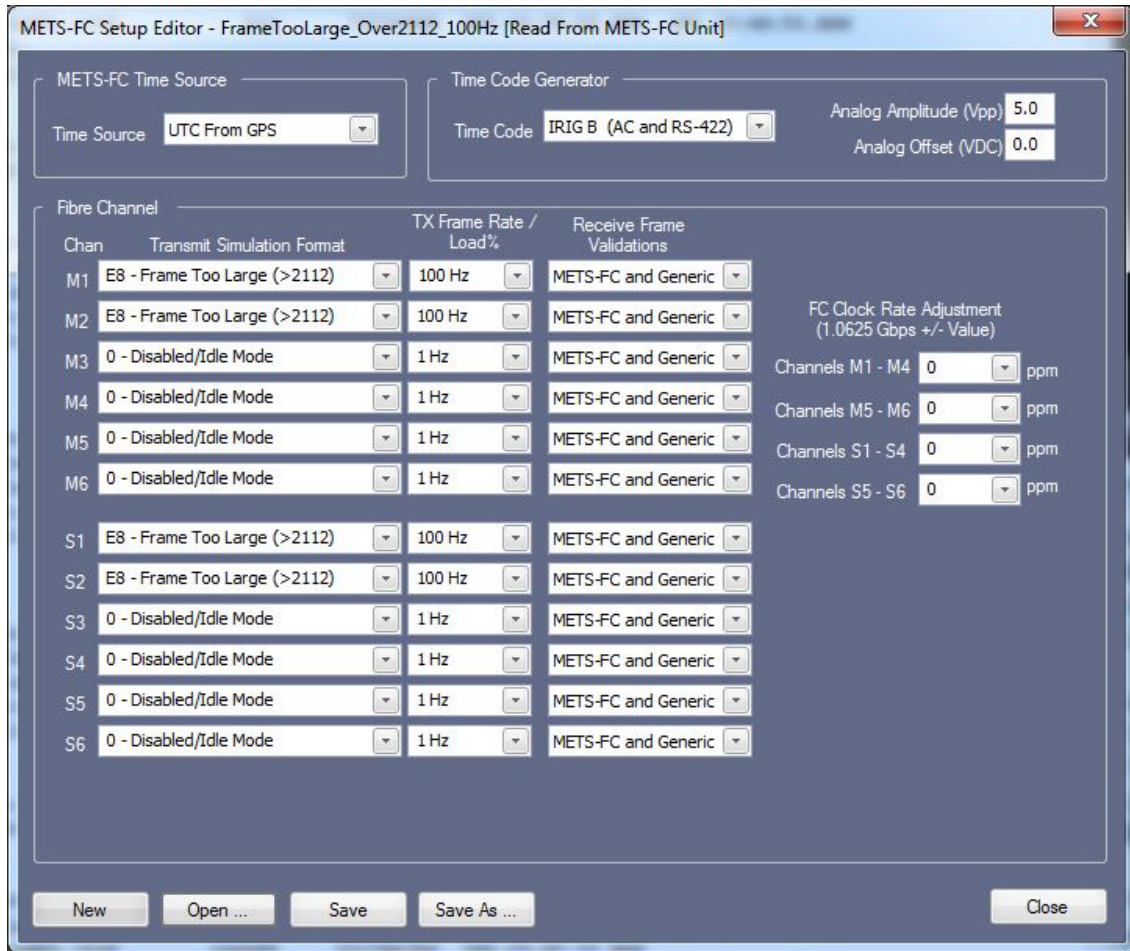 METS-FC Setup Editor - FrameTooLarge_Over2112_100Hz [Read From METS-FC Unit]
METS-FC Time Source
Time Source UTC From GPS
Time Code Generator
Time Code IRIG B (AC and RS-422)
Analog Amplitude (Vpp) 5.0
Analog Offset (VDC) 0.0
Fibre Channel
Chan Transmit Simulation Format TX Frame Rate / Load% Receive Frame Validations
M1 E8 - Frame Too Large (>2112) 100 Hz METS-FC and Generic
M2 E8 - Frame Too Large (>2112) 100 Hz METS-FC and Generic
M3 0 - Disabled/Idle Mode 1 Hz METS-FC and Generic
M4 0 - Disabled/Idle Mode 1 Hz METS-FC and Generic
M5 0 - Disabled/Idle Mode 1 Hz METS-FC and Generic
M6 0 - Disabled/Idle Mode 1 Hz METS-FC and Generic
S1 E8 - Frame Too Large (>2112) 100 Hz METS-FC and Generic
S2 E8 - Frame Too Large (>2112) 100 Hz METS-FC and Generic
S3 0 - Disabled/Idle Mode 1 Hz METS-FC and Generic
S4 0 - Disabled/Idle Mode 1 Hz METS-FC and Generic
S5 0 - Disabled/Idle Mode 1 Hz METS-FC and Generic
S6 0 - Disabled/Idle Mode 1 Hz METS-FC and Generic
FC Clock Rate Adjustment
(1.0625 Gbps +/- Value)
Channels M1 - M4 0 ppm
Channels M5 - M6 0 ppm
Channels S1 - S4 0 ppm
Channels S5 - S6 0 ppm
New Open ... Save Save As ... Close